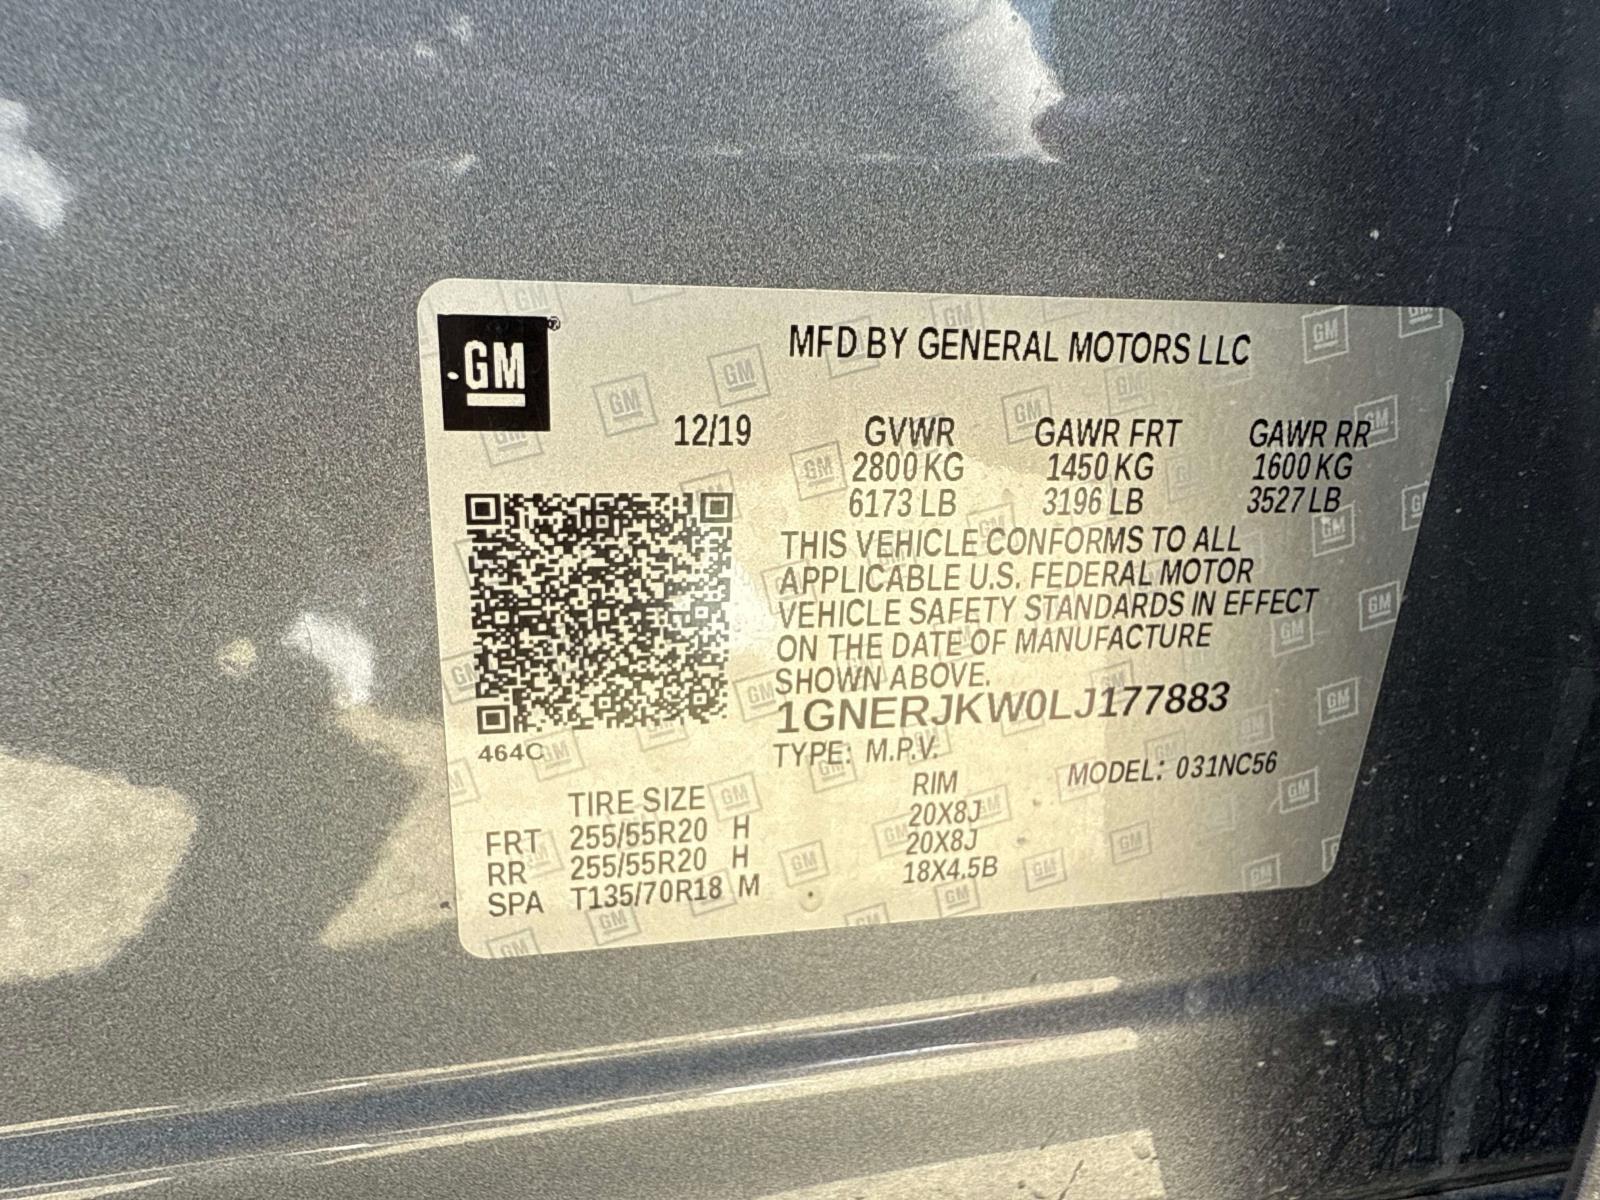 GM
MFD BY GENERAL MOTORS LLC
12/19 GVWR GAWR FRT GAWR RR
2800 KG 1450 KG 1600 KG
6173 LB 3196 LB 3527 LB
THIS VEHICLE CONFORMS TO ALL
APPLICABLE U.S. FEDERAL MOTOR
VEHICLE SAFETY STANDARDS IN EFFECT
ON THE DATE OF MANUFACTURE
SHOWN ABOVE.
1GNERJKW0LJ177883
464C
TYPE: M.P.V. MODEL: 031NC56
TIRE SIZE RIM
FRT 255/55R20 H 20X8J
RR 255/55R20 H 20X8J
SPA T135/70R18 M 18X4.5B